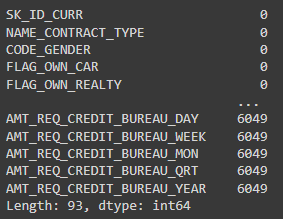 SK_ID_CURR 0
NAME_CONTRACT_TYPE 0
CODE_GENDER 0
FLAG_OWN_CAR 0
FLAG_OWN_REALTY 0
...
AMT_REQ_CREDIT_BUREAU_DAY 6049
AMT_REQ_CREDIT_BUREAU_WEEK 6049
AMT_REQ_CREDIT_BUREAU_MON 6049
AMT_REQ_CREDIT_BUREAU_QRT 6049
AMT_REQ_CREDIT_BUREAU_YEAR 6049
Length: 93, dtype: int64